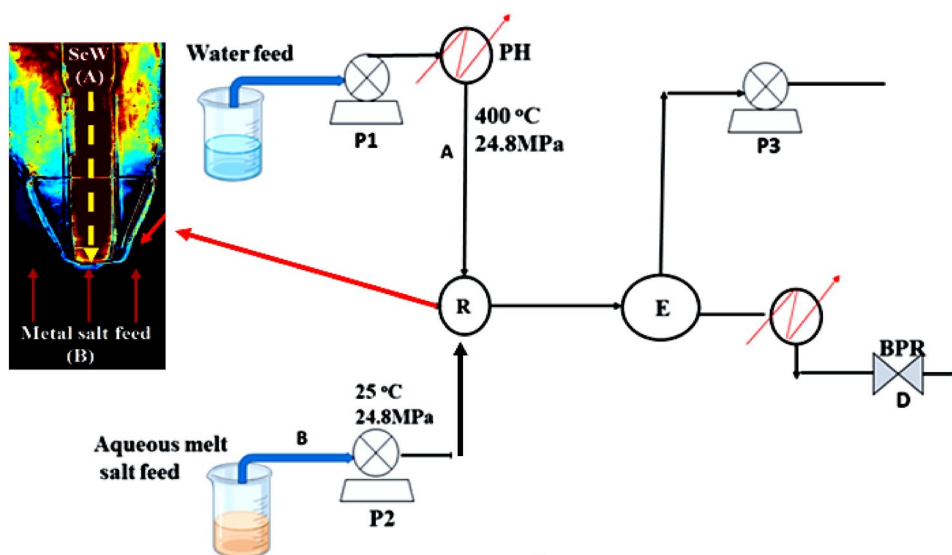 ScW
(A)
Metal salt feed
(B)
Water feed
P1
PH
A
400 °C
24.8MPa
P3
R
E
BPR
D
25 °C
24.8MPa
Aqueous melt
salt feed
B
P2